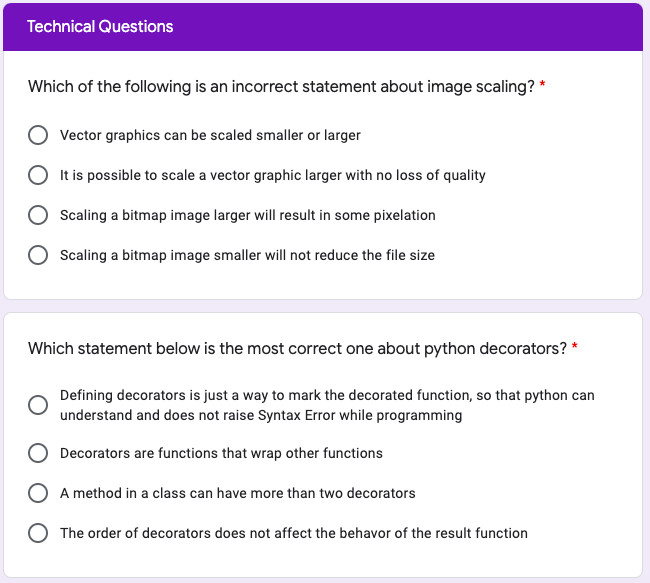 Technical Questions
Which of the following is an incorrect statement about image scaling? *
Vector graphics can be scaled smaller or larger
It is possible to scale a vector graphic larger with no loss of quality
Scaling a bitmap image larger will result in some pixelation
Scaling a bitmap image smaller will not reduce the file size
Which statement below is the most correct one about python decorators? *
Defining decorators is just a way to mark the decorated function, so that python can
understand and does not raise Syntax Error while programming
Decorators are functions that wrap other functions
A method in a class can have more than two decorators
The order of decorators does not affect the behavor of the result function